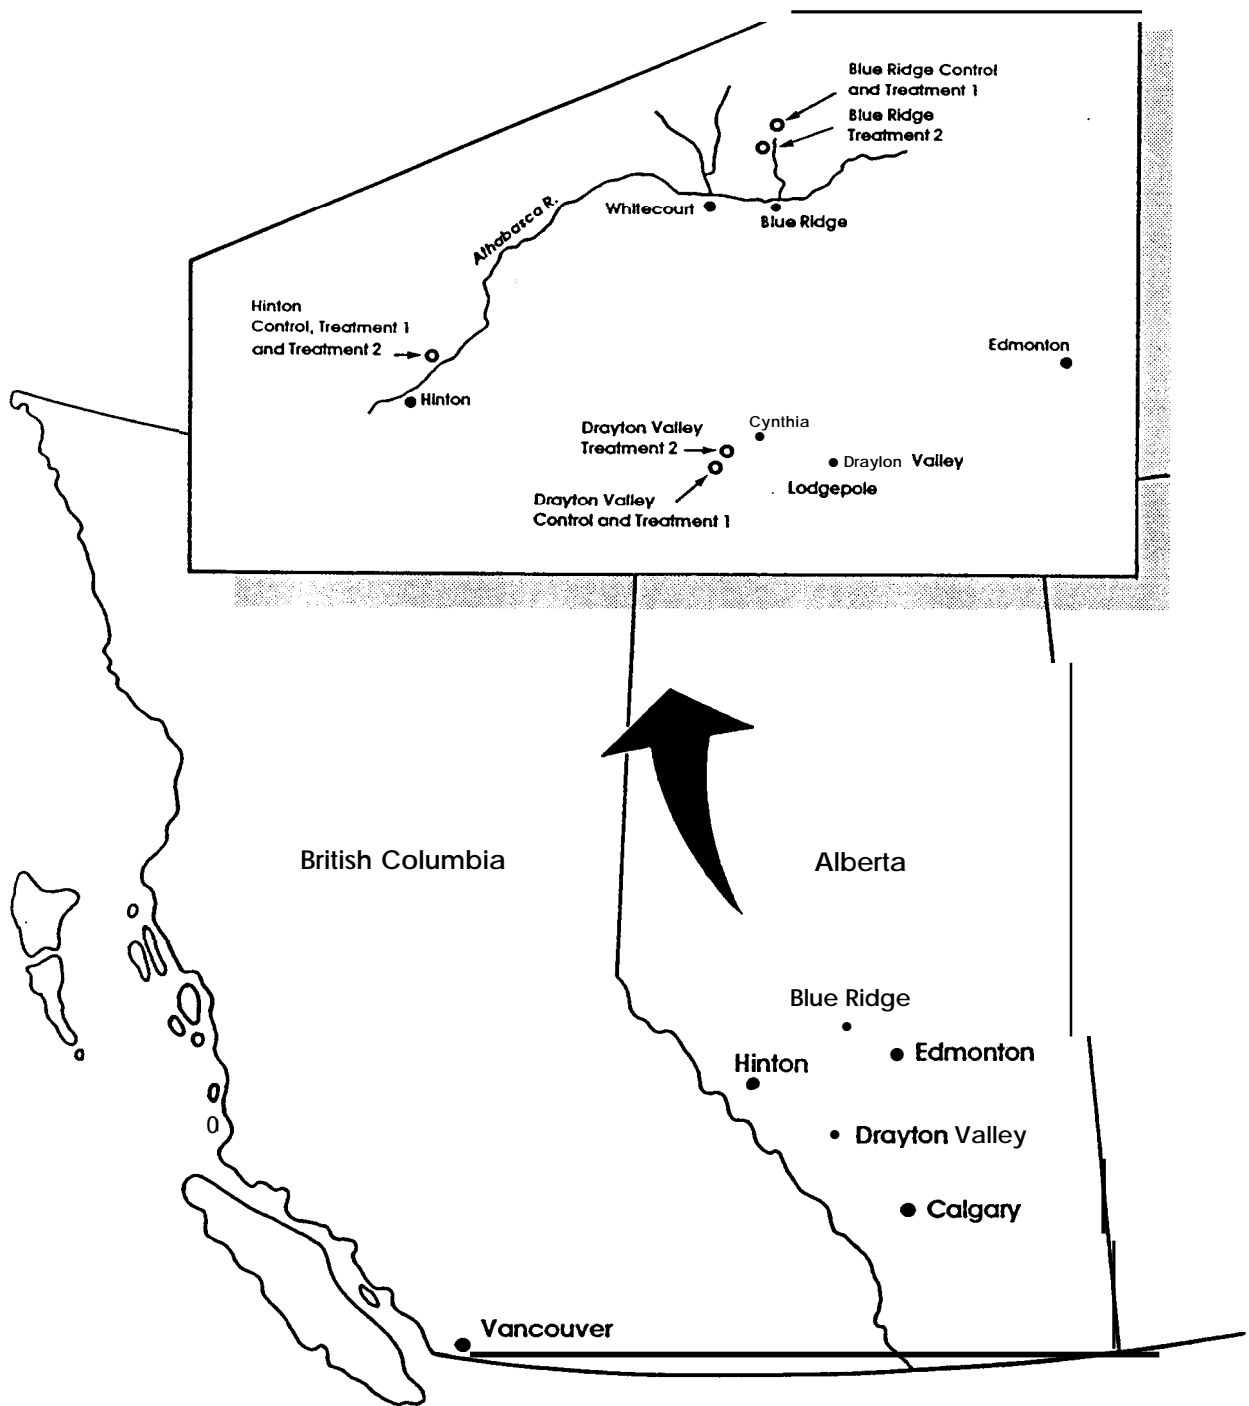 Blue Ridge Control
and Treatment 1
Blue Ridge
Treatment 2
Athabasca R.
Whitecourt
Blue Ridge
Hinton
Control, Treatment 1
and Treatment 2
Edmonton
Hinton
Cynthia
Drayton Valley
Treatment 2
Draylon Valley
Lodgepole
Drayton Valley
Control and Treatment 1
British Columbia
Alberta
Blue Ridge
Edmonton
Hinton
Drayton Valley
Calgary
Vancouver